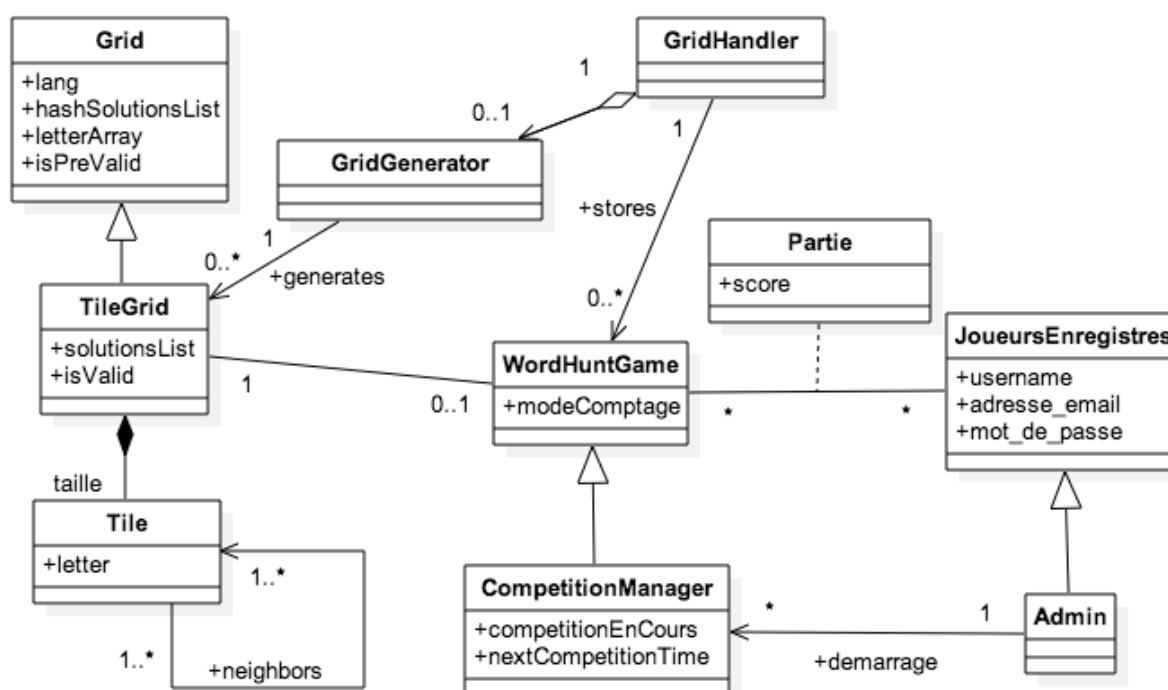 Grid
+lang
+hashSolutionsList
+letterArray
+isPreValid
GridHandler
1
0..1
1
GridGenerator
+stores
1
0..*
+generates
0..*
Partie
+score
TileGrid
+solutionsList
+isValid
1
0..1
WordHuntGame
+modeComptage
*
*
JoueursEnregistres
+username
+adresse_email
+mot_de_passe
taille
Tile
+letter
1..*
1..*
+neighbors
CompetitionManager
+competitionEnCours
+nextCompetitionTime
*
1
+demarrage
Admin